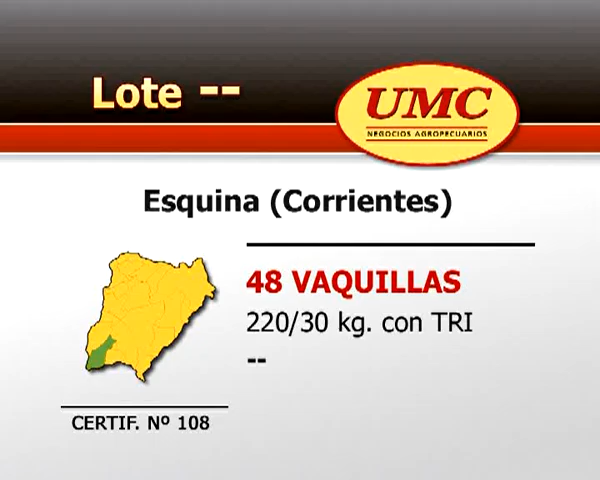 Lote --
UMC
NEGOCIOS AGROPECUARIOS
Esquina (Corrientes)
48 VAQUILLAS
220/30 kg. con TRI
--
CERTIF. Nº 108